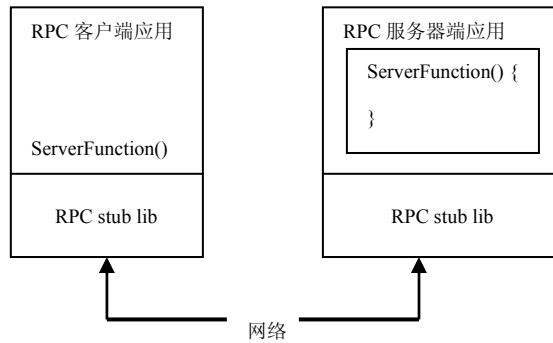 RPC 客户端应用
ServerFunction()
RPC stub lib
RPC 服务器端应用
ServerFunction() {
}
RPC stub lib
网络